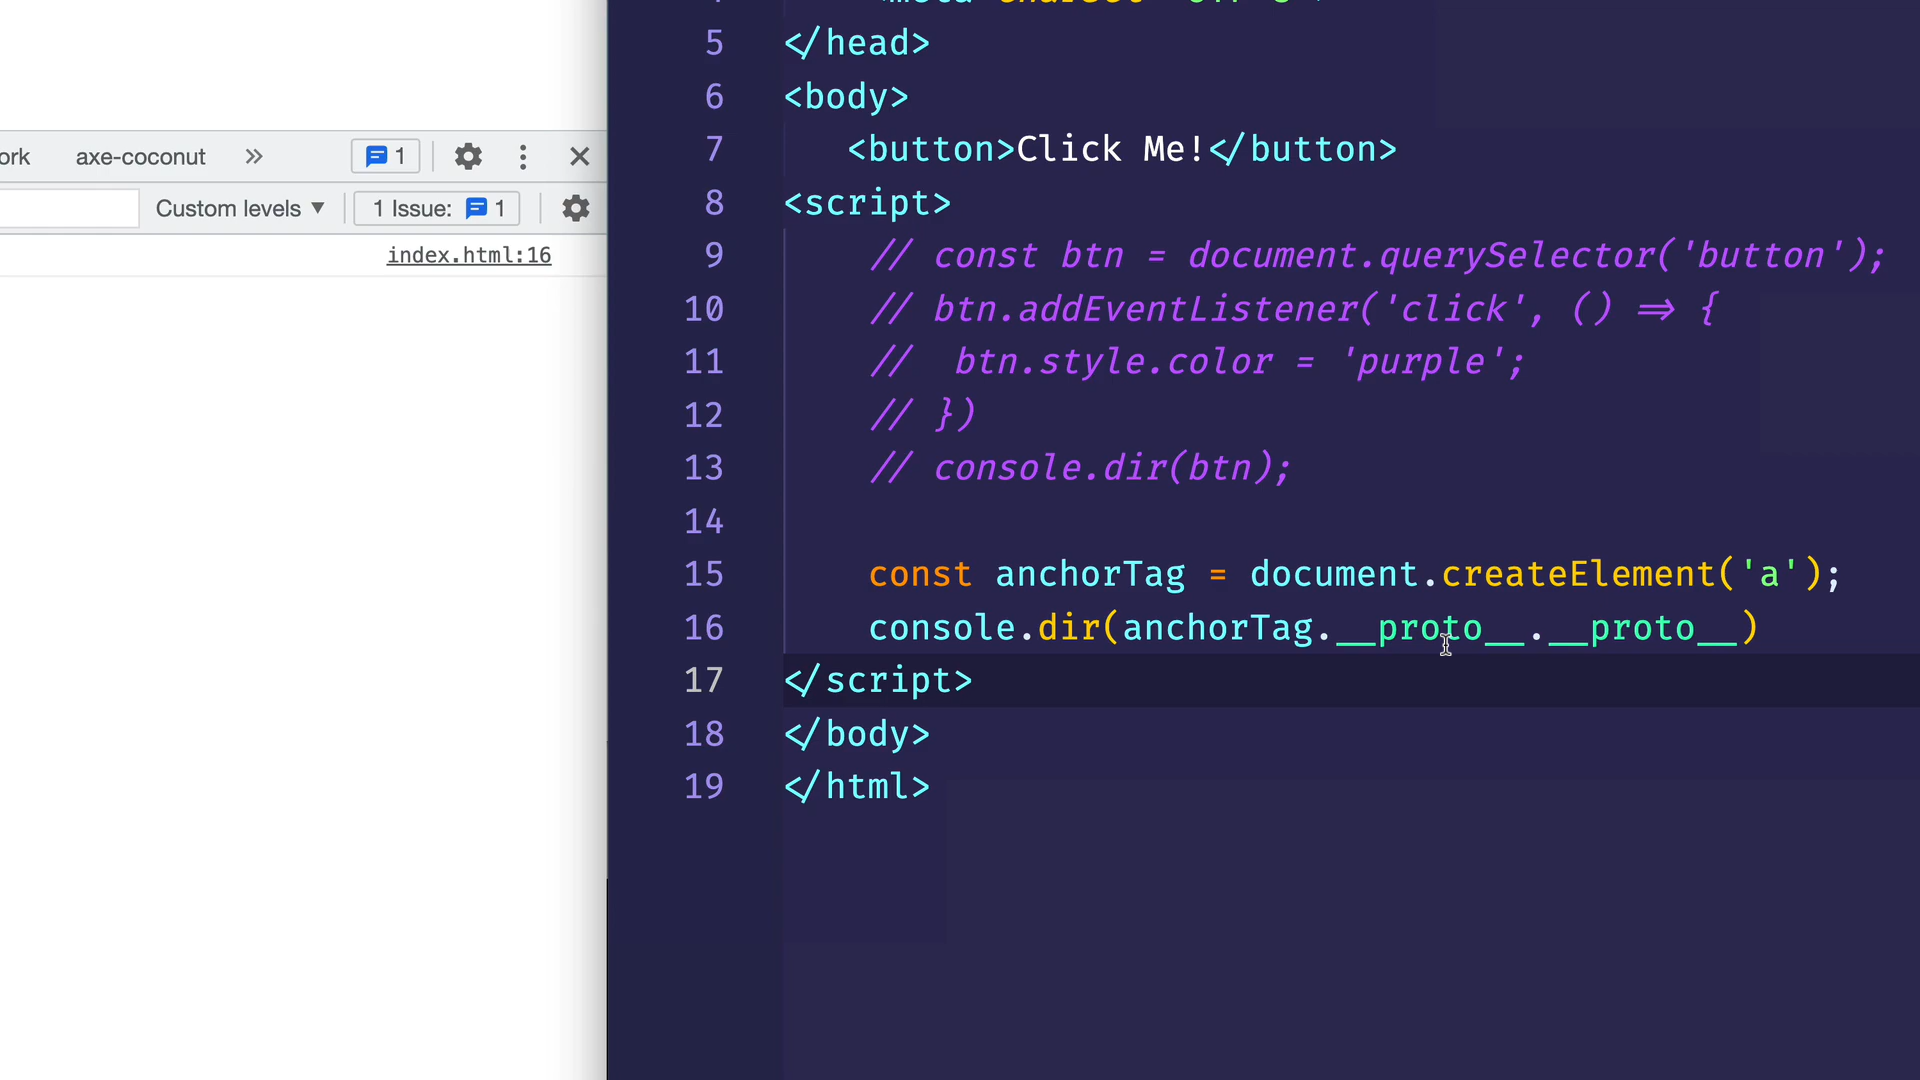 ork axe-coconut 1
Custom levels ▼ 1 Issue: 1
index.html:16
5 </head>
6 <body>
7 <button>Click Me!</button>
8 <script>
9 // const btn = document.querySelector('button');
10 // btn.addEventListener('click', () => {
11 // btn.style.color = 'purple';
12 // })
13 // console.dir(btn);
14
15 const anchorTag = document.createElement('a');
16 console.dir(anchorTag.__proto__.__proto__)
17 </script>
18 </body>
19 </html>